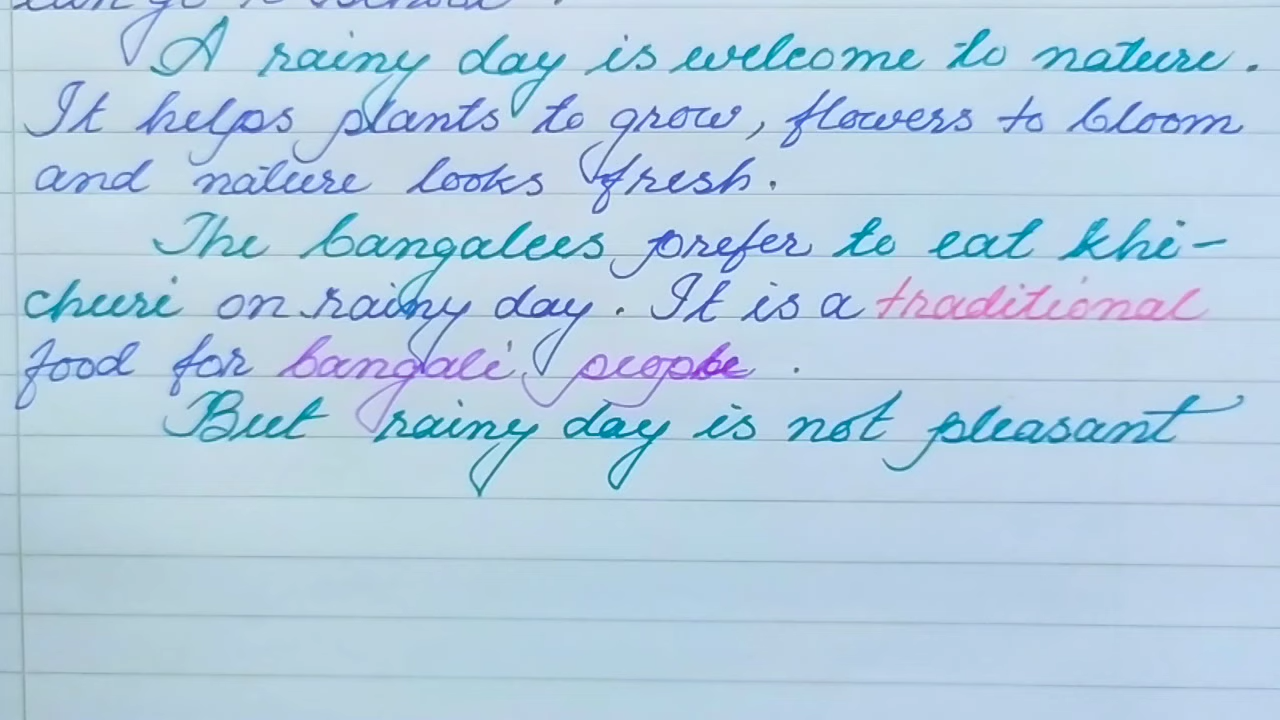 A rainy day is welcome to nature.
It helps plants to grow, flowers to bloom
and nature looks fresh.
The bangalees prefer to eat khi-
churi on rainy day. It is a traditional
food for bangali people.
But rainy day is not pleasant